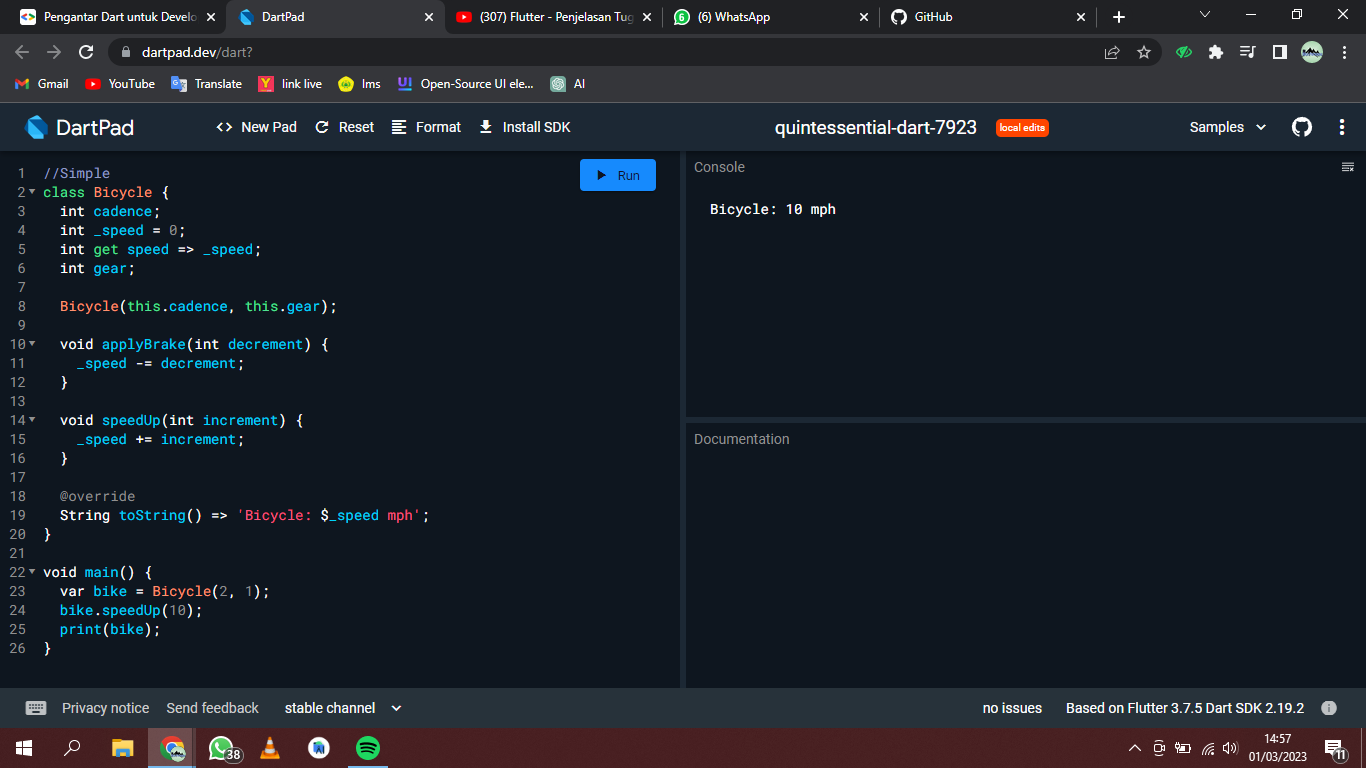 Pengantar Dart untuk Develo
DartPad
(307) Flutter - Penjelasan Tug
(6) WhatsApp
GitHub
dartpad.dev/dart?
Gmail
YouTube
Translate
link live
lms
Open-Source UI ele...
AI
DartPad
New Pad
Reset
Format
Install SDK
quintessential-dart-7923
local edits
Samples
1 //Simple
2 class Bicycle {
3   int cadence;
4   int _speed = 0;
5   int get speed => _speed;
6   int gear;
7
8   Bicycle(this.cadence, this.gear);
9
10   void applyBrake(int decrement) {
11     _speed -= decrement;
12   }
13
14   void speedUp(int increment) {
15     _speed += increment;
16   }
17
18   @override
19   String toString() => 'Bicycle: $_speed mph';
20 }
21
22 void main() {
23   var bike = Bicycle(2, 1);
24   bike.speedUp(10);
25   print(bike);
26 }
Run
Console
Bicycle: 10 mph
Documentation
Privacy notice
Send feedback
stable channel
no issues
Based on Flutter 3.7.5 Dart SDK 2.19.2
38
14:57
01/03/2023
11